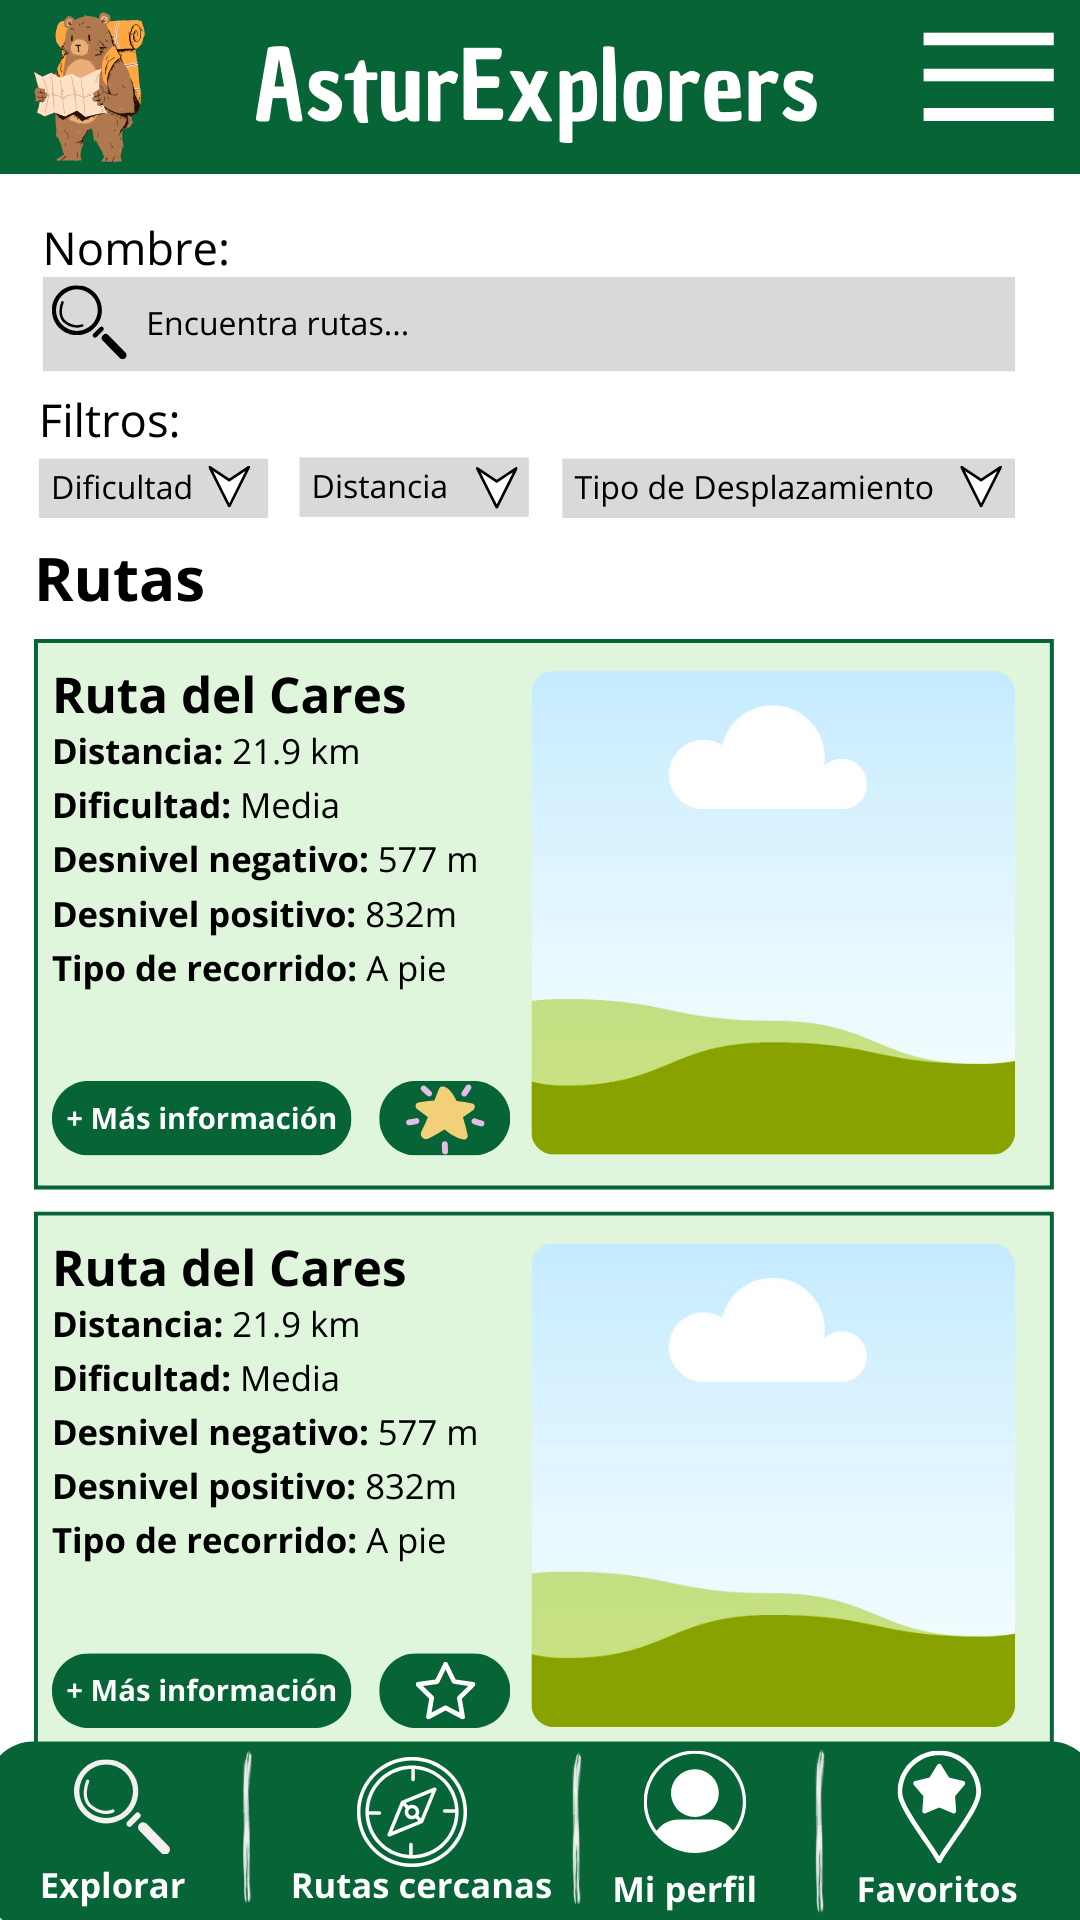 AsturExplorers
Nombre:
Encuentra rutas...
Filtros:
Dificultad
Distancia
Tipo de Desplazamiento
Rutas
Ruta del Cares
Distancia: 21.9 km
Dificultad: Media
Desnivel negativo: 577 m
Desnivel positivo: 832m
Tipo de recorrido: A pie
+ Más información
Ruta del Cares
Distancia: 21.9 km
Dificultad: Media
Desnivel negativo: 577 m
Desnivel positivo: 832m
Tipo de recorrido: A pie
+ Más información
Explorar
Rutas cercanas
Mi perfil
Favoritos